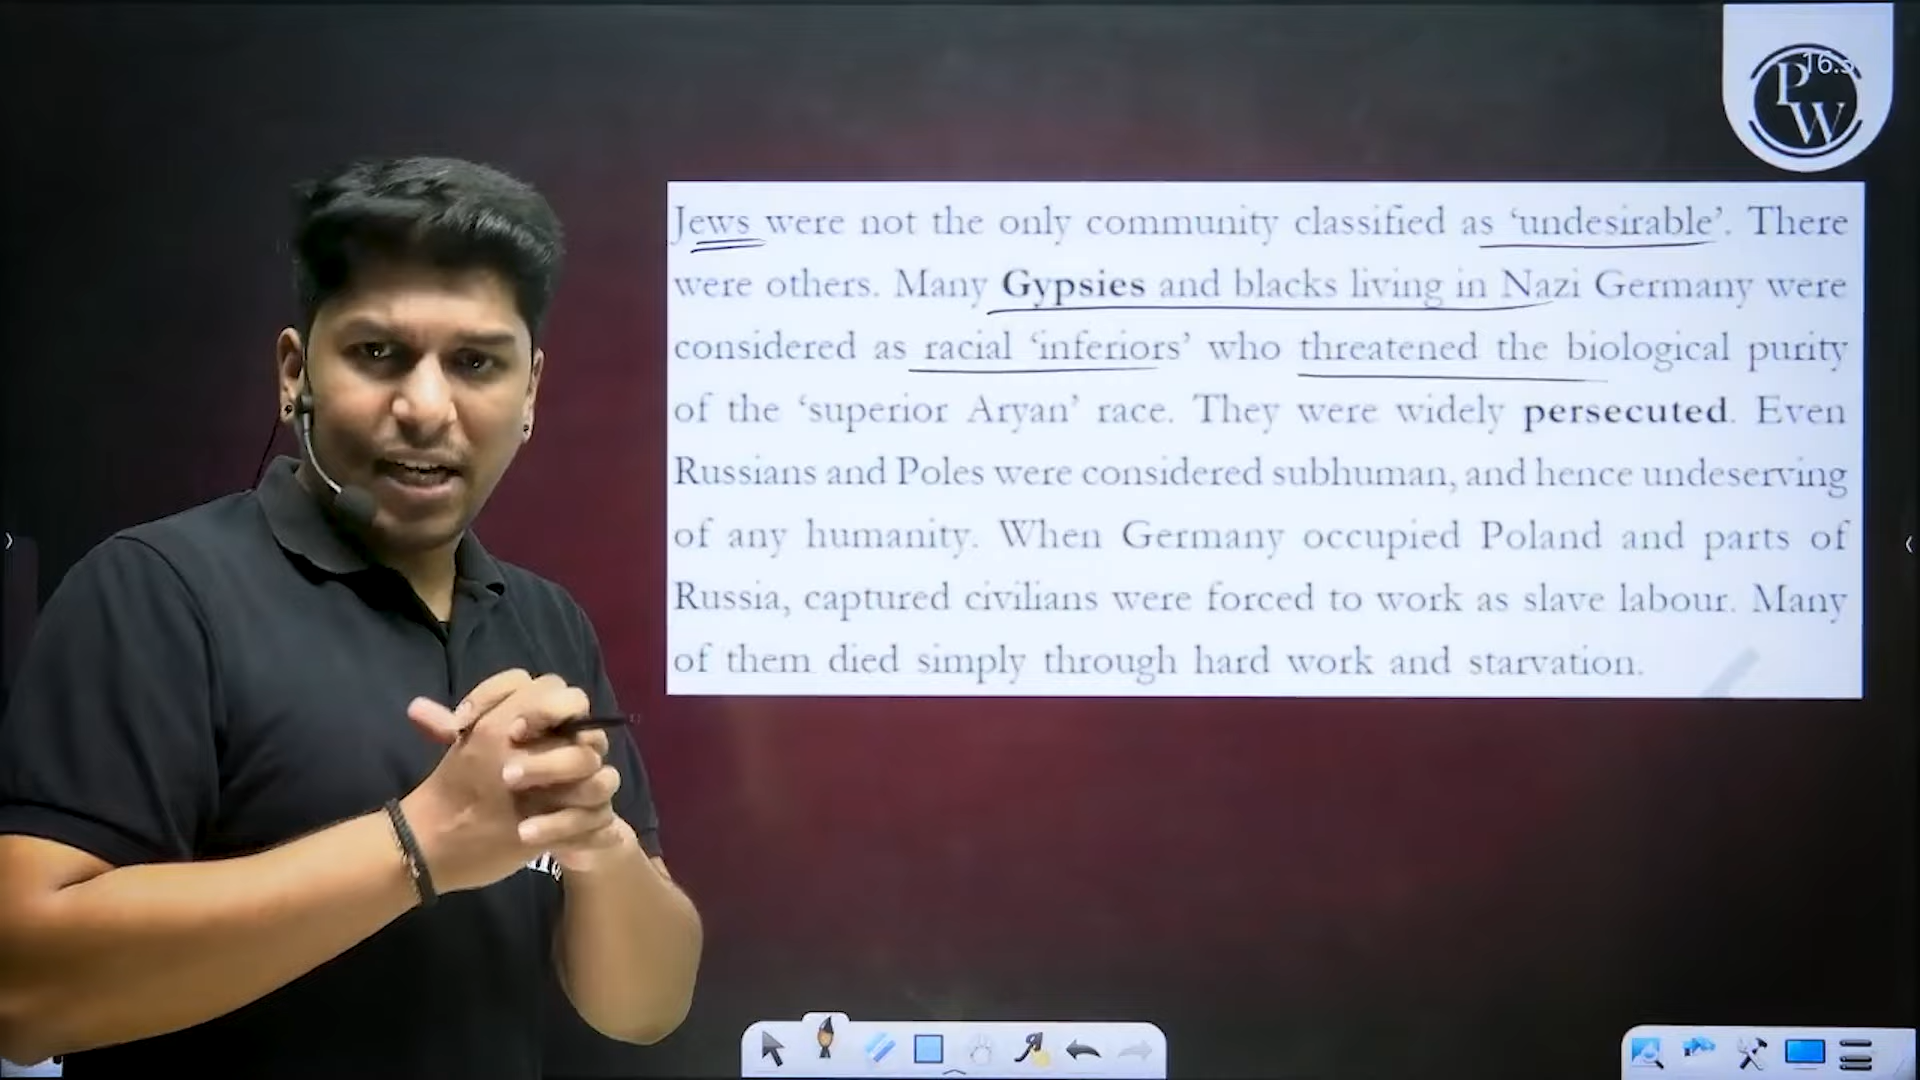 16.5
PW
Jews were not the only community classified as ‘undesirable’. There
were others. Many Gypsies and blacks living in Nazi Germany were
considered as racial ‘inferiors’ who threatened the biological purity
of the ‘superior Aryan’ race. They were widely persecuted. Even
Russians and Poles were considered subhuman, and hence undeserving
of any humanity. When Germany occupied Poland and parts of
Russia, captured civilians were forced to work as slave labour. Many
of them died simply through hard work and starvation.